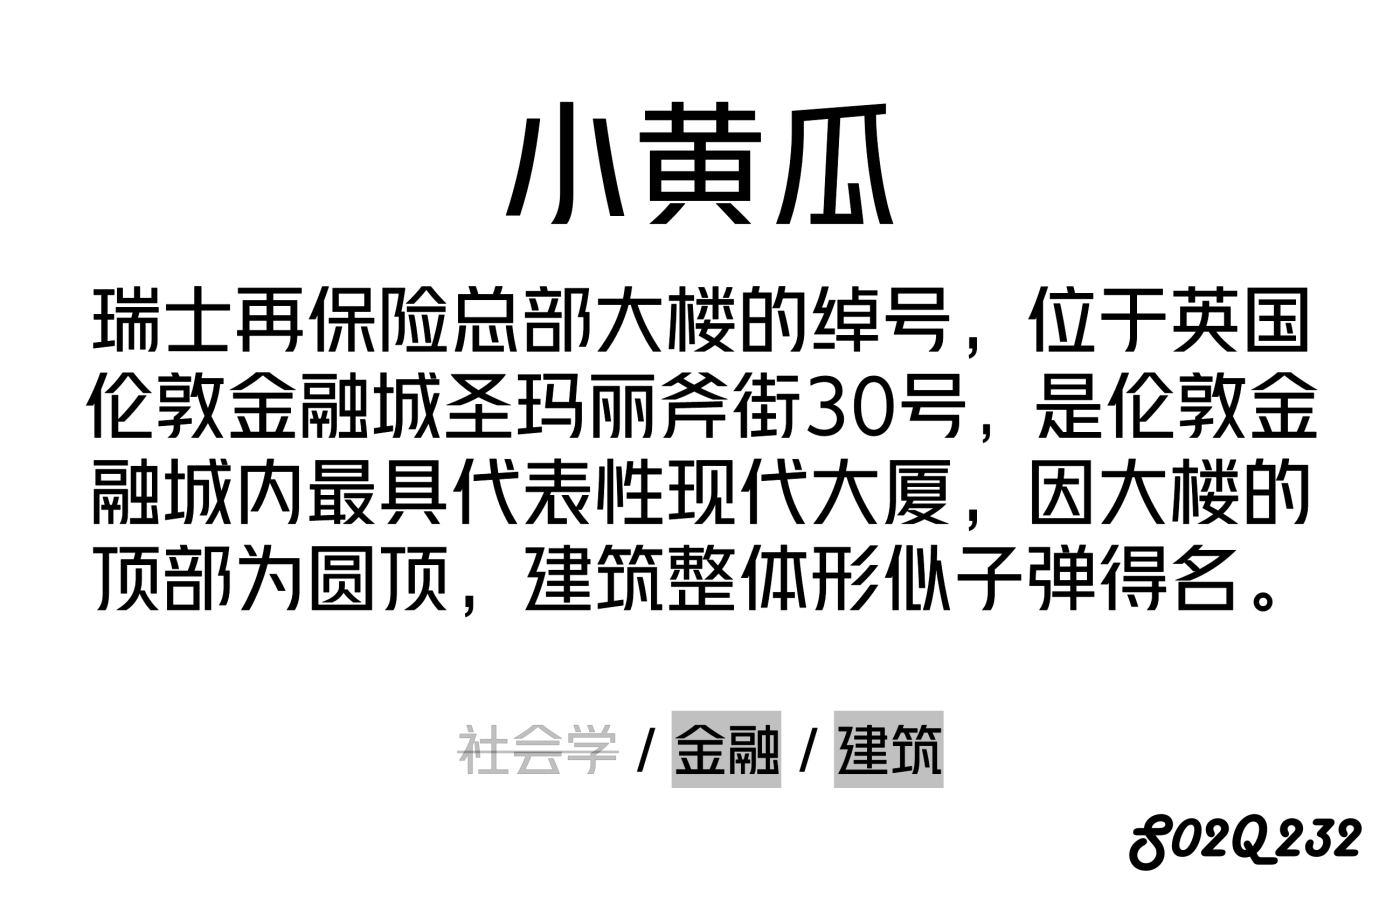 小黄瓜
瑞士再保险总部大楼的绰号，位于英国
伦敦金融城圣玛丽斧街30号，是伦敦金
融城内最具代表性现代大厦，因大楼的
顶部为圆顶，建筑整体形似子弹得名。
社会学 / 金融 / 建筑
S02Q232